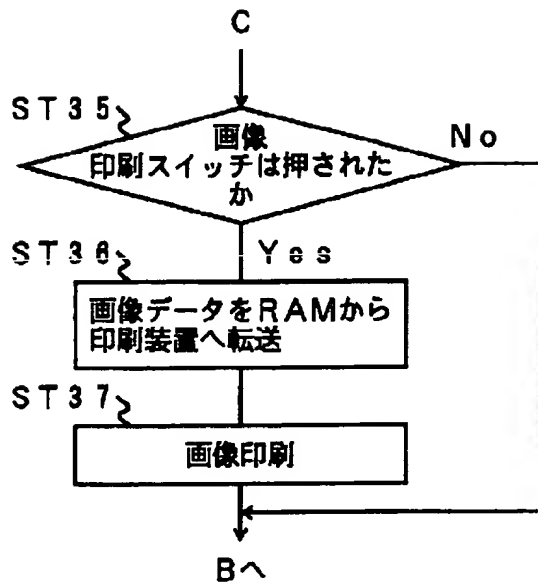 C
ST35
画像
印刷スイッチは押された
か
No
Yes
ST36
画像データをRAMから
印刷装置へ転送
ST37
画像印刷
Bへ